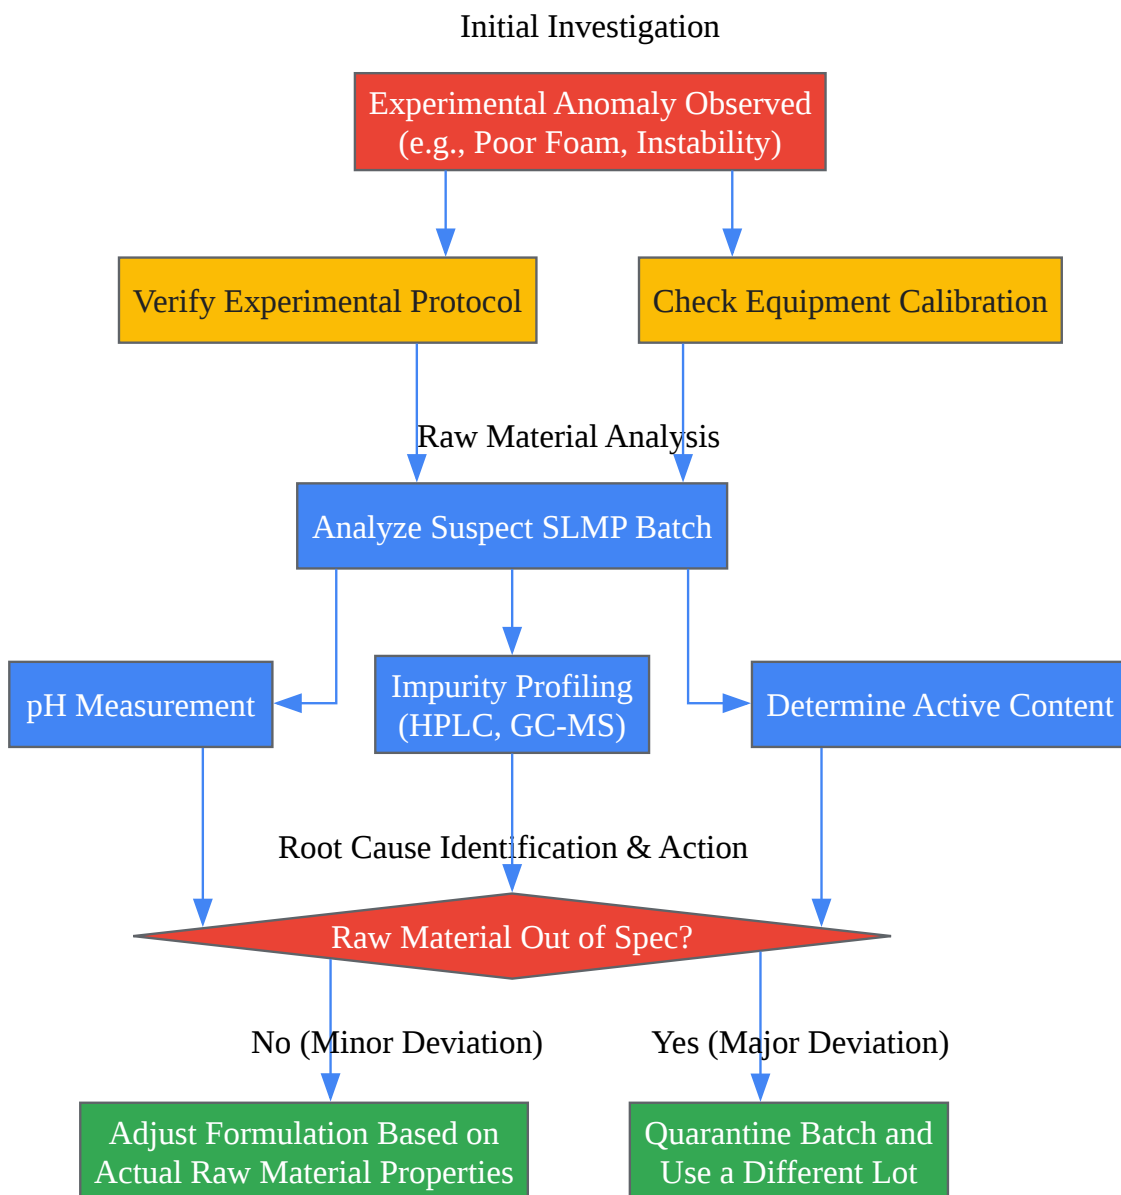 Initial Investigation
Experimental Anomaly Observed
(e.g., Poor Foam, Instability)
Verify Experimental Protocol
Check Equipment Calibration
Raw Material Analysis
Analyze Suspect SLMP Batch
pH Measurement
Impurity Profiling
(HPLC, GC-MS)
Determine Active Content
Root Cause Identification & Action
Raw Material Out of Spec?
No (Minor Deviation)
Yes (Major Deviation)
Adjust Formulation Based on
Actual Raw Material Properties
Quarantine Batch and
Use a Different Lot